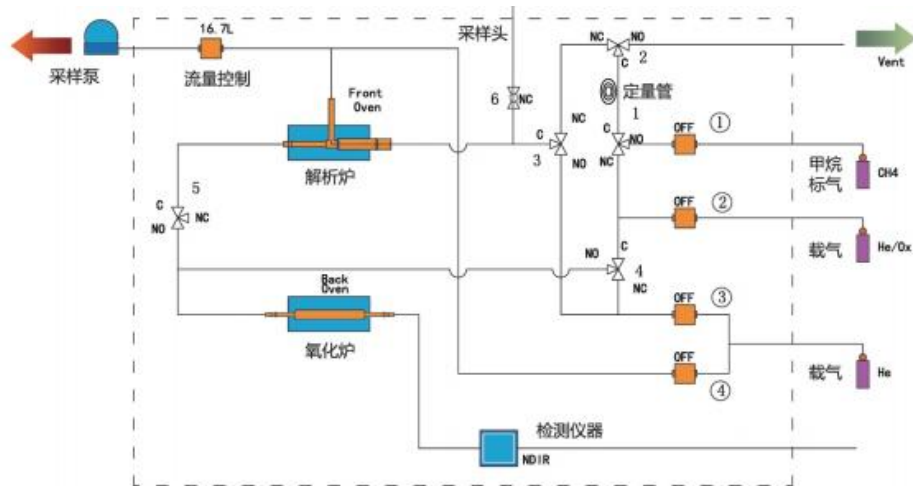 采样泵
16.7L
流量控制
Front
Oven
解析炉
采样头
6
NC
NC
NO
C
2
Vent
定量管
1
C
NO
NC
OFF
①
甲烷
标气
CH4
NC
C
3
NO
5
C
NC
NO
OFF
②
载气
He/Ox
NO
C
4
NC
Back
Oven
氧化炉
OFF
③
OFF
④
载气
He
检测仪器
NDIR